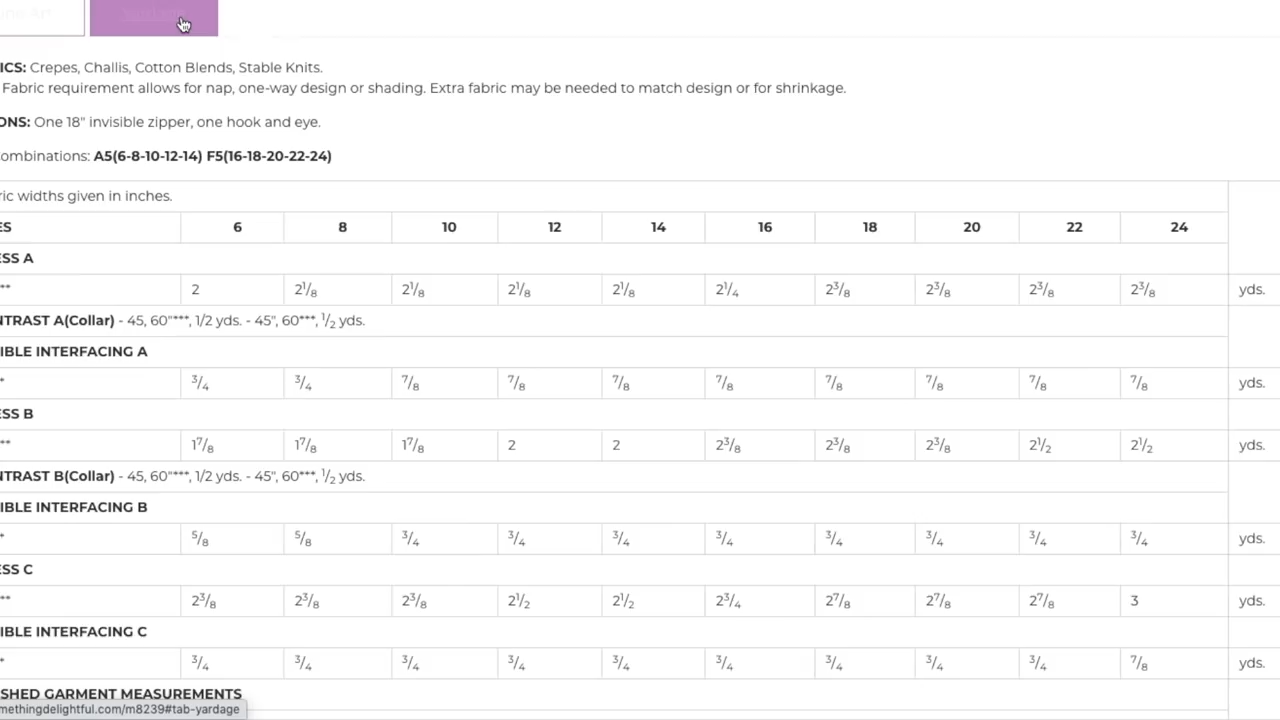 ICS: Crepes, Challis, Cotton Blends, Stable Knits.
Fabric requirement allows for nap, one-way design or shading. Extra fabric may be needed to match design or for shrinkage.
ONS: One 18" invisible zipper, one hook and eye.
ombinations: A5(6-8-10-12-14) F5(16-18-20-22-24)
ric widths given in inches.
ES 6 8 10 12 14 16 18 20 22 24
ESS A
** 2 2 1/8 2 1/8 2 1/8 2 1/8 2 1/4 2 3/8 2 3/8 2 3/8 2 3/8 yds.
NTRAST A(Collar) - 45, 60"***, 1/2 yds. - 45", 60***, 1/2 yds.
IBLE INTERFACING A
* 3/4 3/4 7/8 7/8 7/8 7/8 7/8 7/8 7/8 7/8 yds.
ESS B
** 1 7/8 1 7/8 1 7/8 2 2 2 3/8 2 3/8 2 3/8 2 1/2 2 1/2 yds.
NTRAST B(Collar) - 45, 60"***, 1/2 yds. - 45", 60***, 1/2 yds.
IBLE INTERFACING B
* 5/8 5/8 3/4 3/4 3/4 3/4 3/4 3/4 3/4 3/4 yds.
ESS C
** 2 3/8 2 3/8 2 3/8 2 1/2 2 1/2 2 3/4 2 7/8 2 7/8 2 7/8 3 yds.
IBLE INTERFACING C
* 3/4 3/4 3/4 3/4 3/4 3/4 3/4 3/4 3/4 7/8 yds.
SHED GARMENT MEASUREMENTS
methingdelightful.com/m8239#tab-yardage